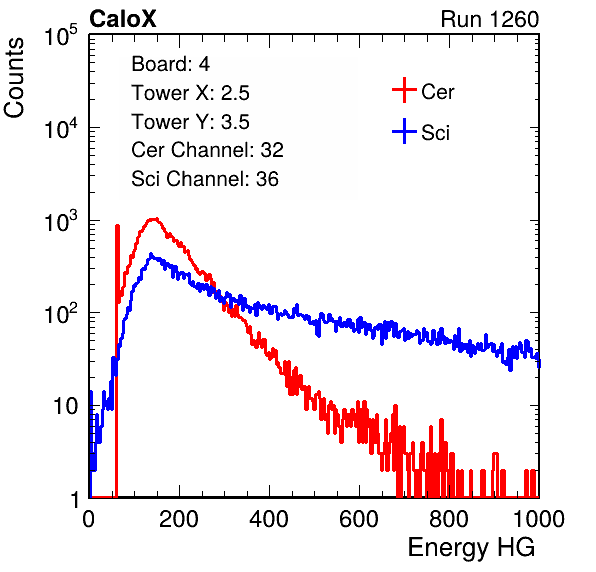 CaloX Run 1260
Counts
Board: 4
Tower X: 2.5
Tower Y: 3.5
Cer Channel: 32
Sci Channel: 36
Cer
Sci
10^5
10^4
10^3
10^2
10
1
0 200 400 600 800 1000
Energy HG